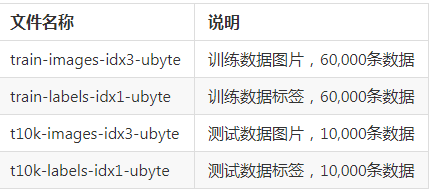 文件名称 说明
train-images-idx3-ubyte 训练数据图片，60,000条数据
train-labels-idx1-ubyte 训练数据标签，60,000条数据
t10k-images-idx3-ubyte 测试数据图片，10,000条数据
t10k-labels-idx1-ubyte 测试数据标签，10,000条数据